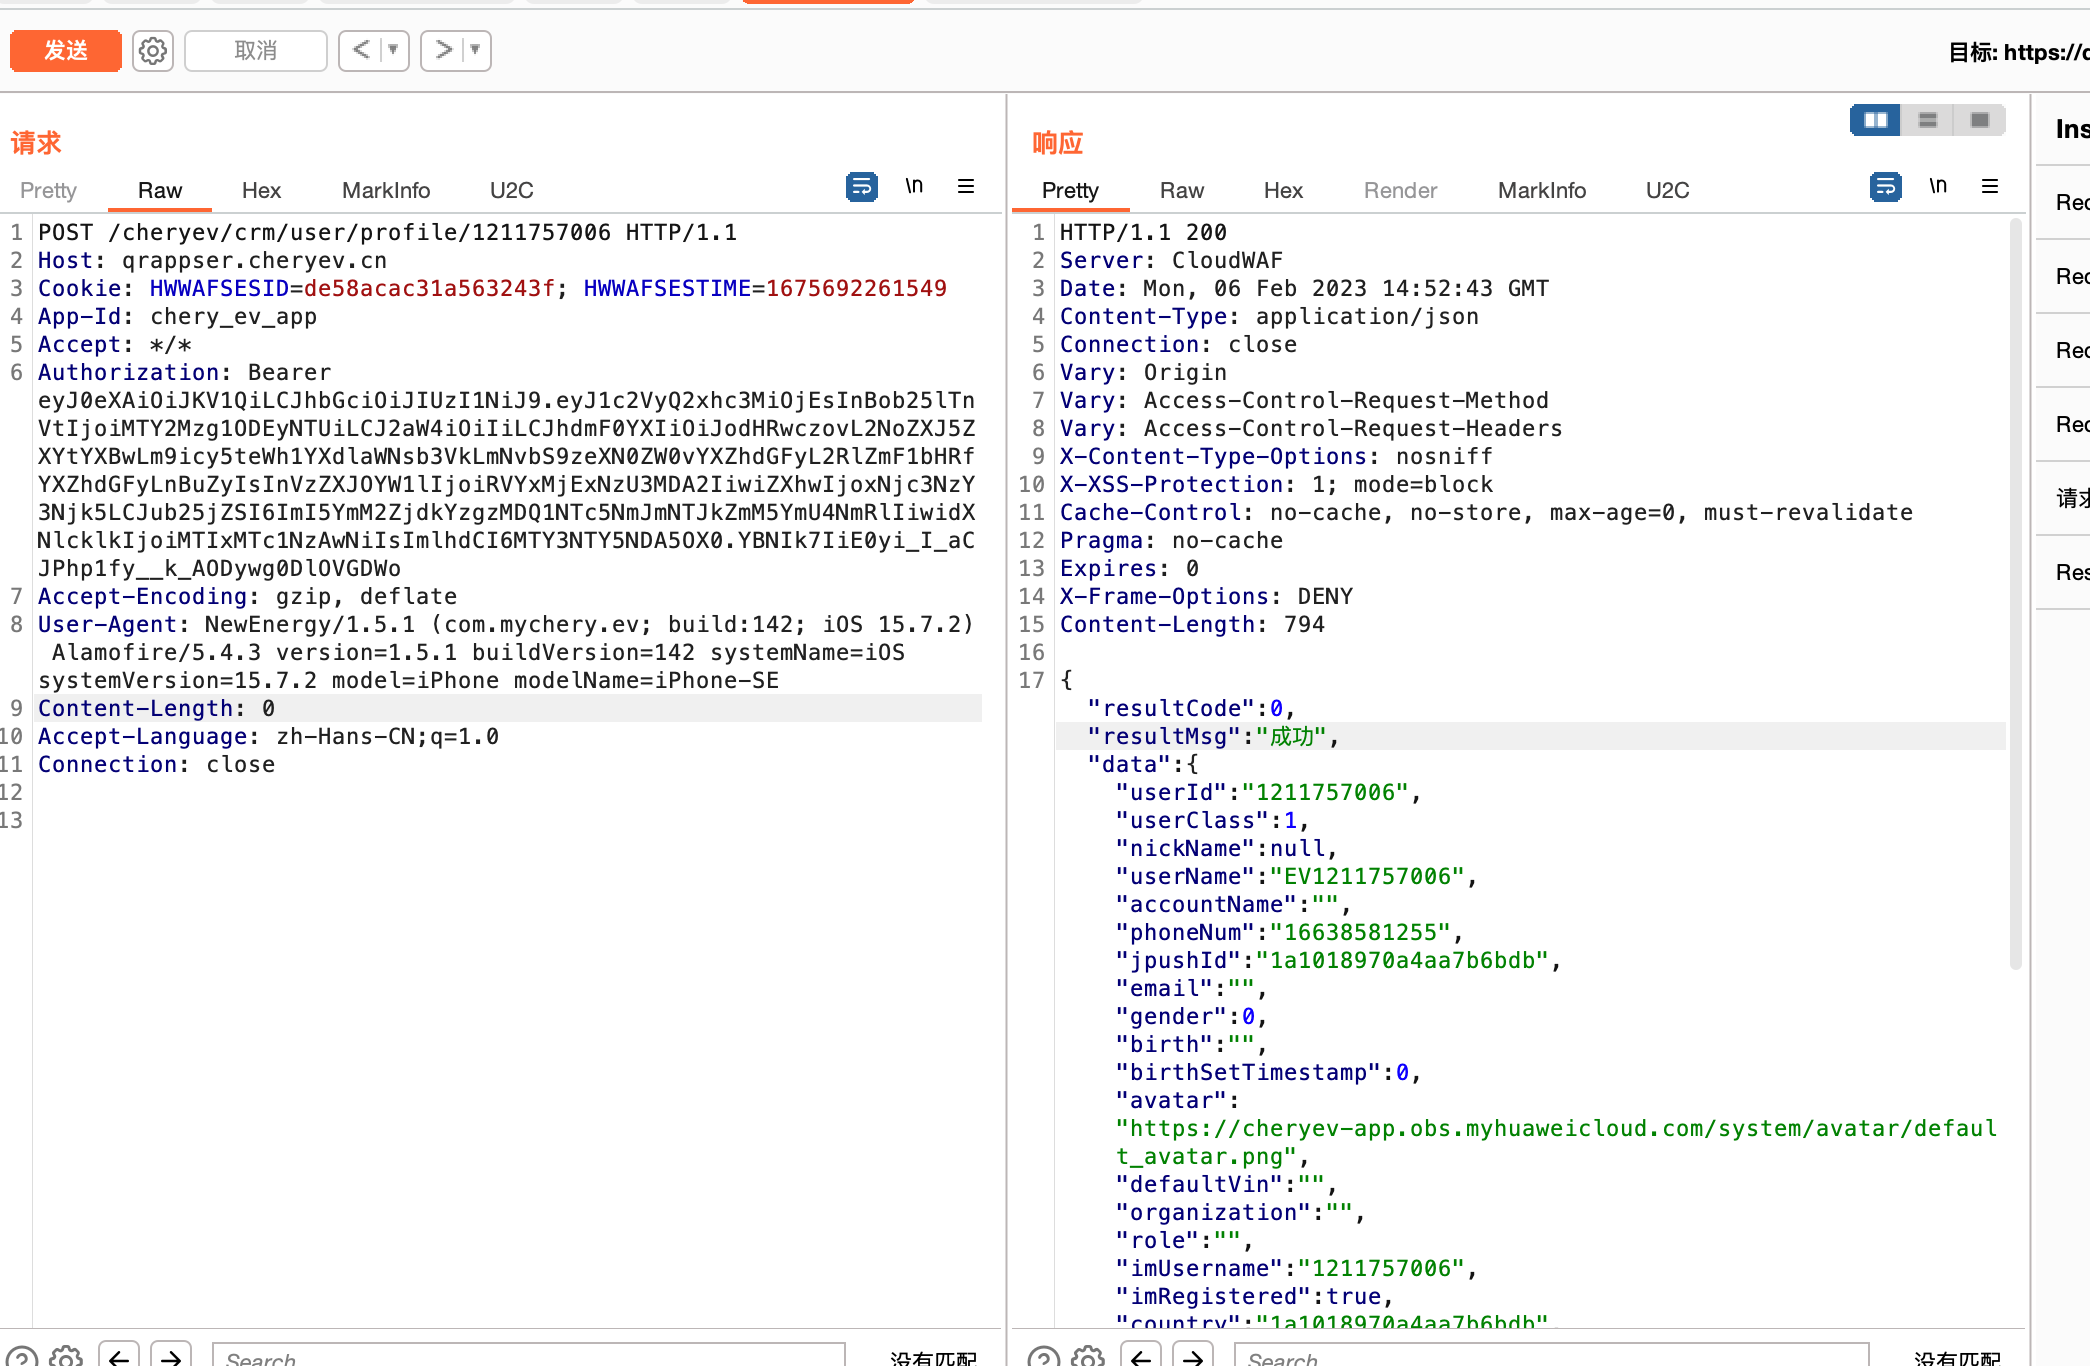 发送
取消
目标: https://
请求
Pretty
Raw
Hex
MarkInfo
U2C
\n
1 POST /cheryev/crm/user/profile/1211757006 HTTP/1.1
2 Host: qrappser.cheryev.cn
3 Cookie: HWWAFSESID=de58acac31a563243f; HWWAFSESTIME=1675692261549
4 App-Id: chery_ev_app
5 Accept: */*
6 Authorization: Bearer
eyJ0eXAiOiJKV1QiLCJhbGciOiJIUzI1NiJ9.eyJ1c2VyQ2xhc3MiOjEsInBob25lTn
VtIjoiMTY2Mzg1ODEyNTUiLCJ2aW4iOiIiLCJhdmF0YXIiOiJodHRwczovL2NoZXJ5Z
XYtYXBwLm9icy5teWh1YXdlaWNsb3VkLmNvbS9zeXN0ZW0vYXZhdGFyL2RlZmF1bHRf
YXZhdGFyLnBuZyIsInVzZXJOYW1lIjoiRVYxMjExNzU3MDA2IiwiZXhwIjoxNjc3NzY
3Njk5LCJub25jZSI6ImI5YmM2ZjdkYzgzMDQ1NTc5NmJmNTJkZmM5YmU4NmRlIiwidX
NlcklkIjoiMTIxMTc1NzAwNiIsImlhdCI6MTY3NTY5NDA5OX0.YBNIk7IiE0yi_I_aC
JPhp1fy__k_AODywg0DlOVGDWo
7 Accept-Encoding: gzip, deflate
8 User-Agent: NewEnergy/1.5.1 (com.mychery.ev; build:142; iOS 15.7.2)
Alamofire/5.4.3 version=1.5.1 buildVersion=142 systemName=iOS
systemVersion=15.7.2 model=iPhone modelName=iPhone-SE
9 Content-Length: 0
10 Accept-Language: zh-Hans-CN;q=1.0
11 Connection: close
12
13
Search
没有匹配
响应
Pretty
Raw
Hex
Render
MarkInfo
U2C
\n
1 HTTP/1.1 200
2 Server: CloudWAF
3 Date: Mon, 06 Feb 2023 14:52:43 GMT
4 Content-Type: application/json
5 Connection: close
6 Vary: Origin
7 Vary: Access-Control-Request-Method
8 Vary: Access-Control-Request-Headers
9 X-Content-Type-Options: nosniff
10 X-XSS-Protection: 1; mode=block
11 Cache-Control: no-cache, no-store, max-age=0, must-revalidate
12 Pragma: no-cache
13 Expires: 0
14 X-Frame-Options: DENY
15 Content-Length: 794
16
17 {
"resultCode":0,
"resultMsg":"成功",
"data":{
"userId":"1211757006",
"userClass":1,
"nickName":null,
"userName":"EV1211757006",
"accountName":"",
"phoneNum":"16638581255",
"jpushId":"1a1018970a4aa7b6bdb",
"email":"",
"gender":0,
"birth":"",
"birthSetTimestamp":0,
"avatar":
"https://cheryev-app.obs.myhuaweicloud.com/system/avatar/defaul
t_avatar.png",
"defaultVin":"",
"organization":"",
"role":"",
"imUsername":"1211757006",
"imRegistered":true,
"country":"1a1018970a4aa7b6bdb",
Search
没有匹配
Ins
Rec
Rec
Rec
Rec
请求
Res